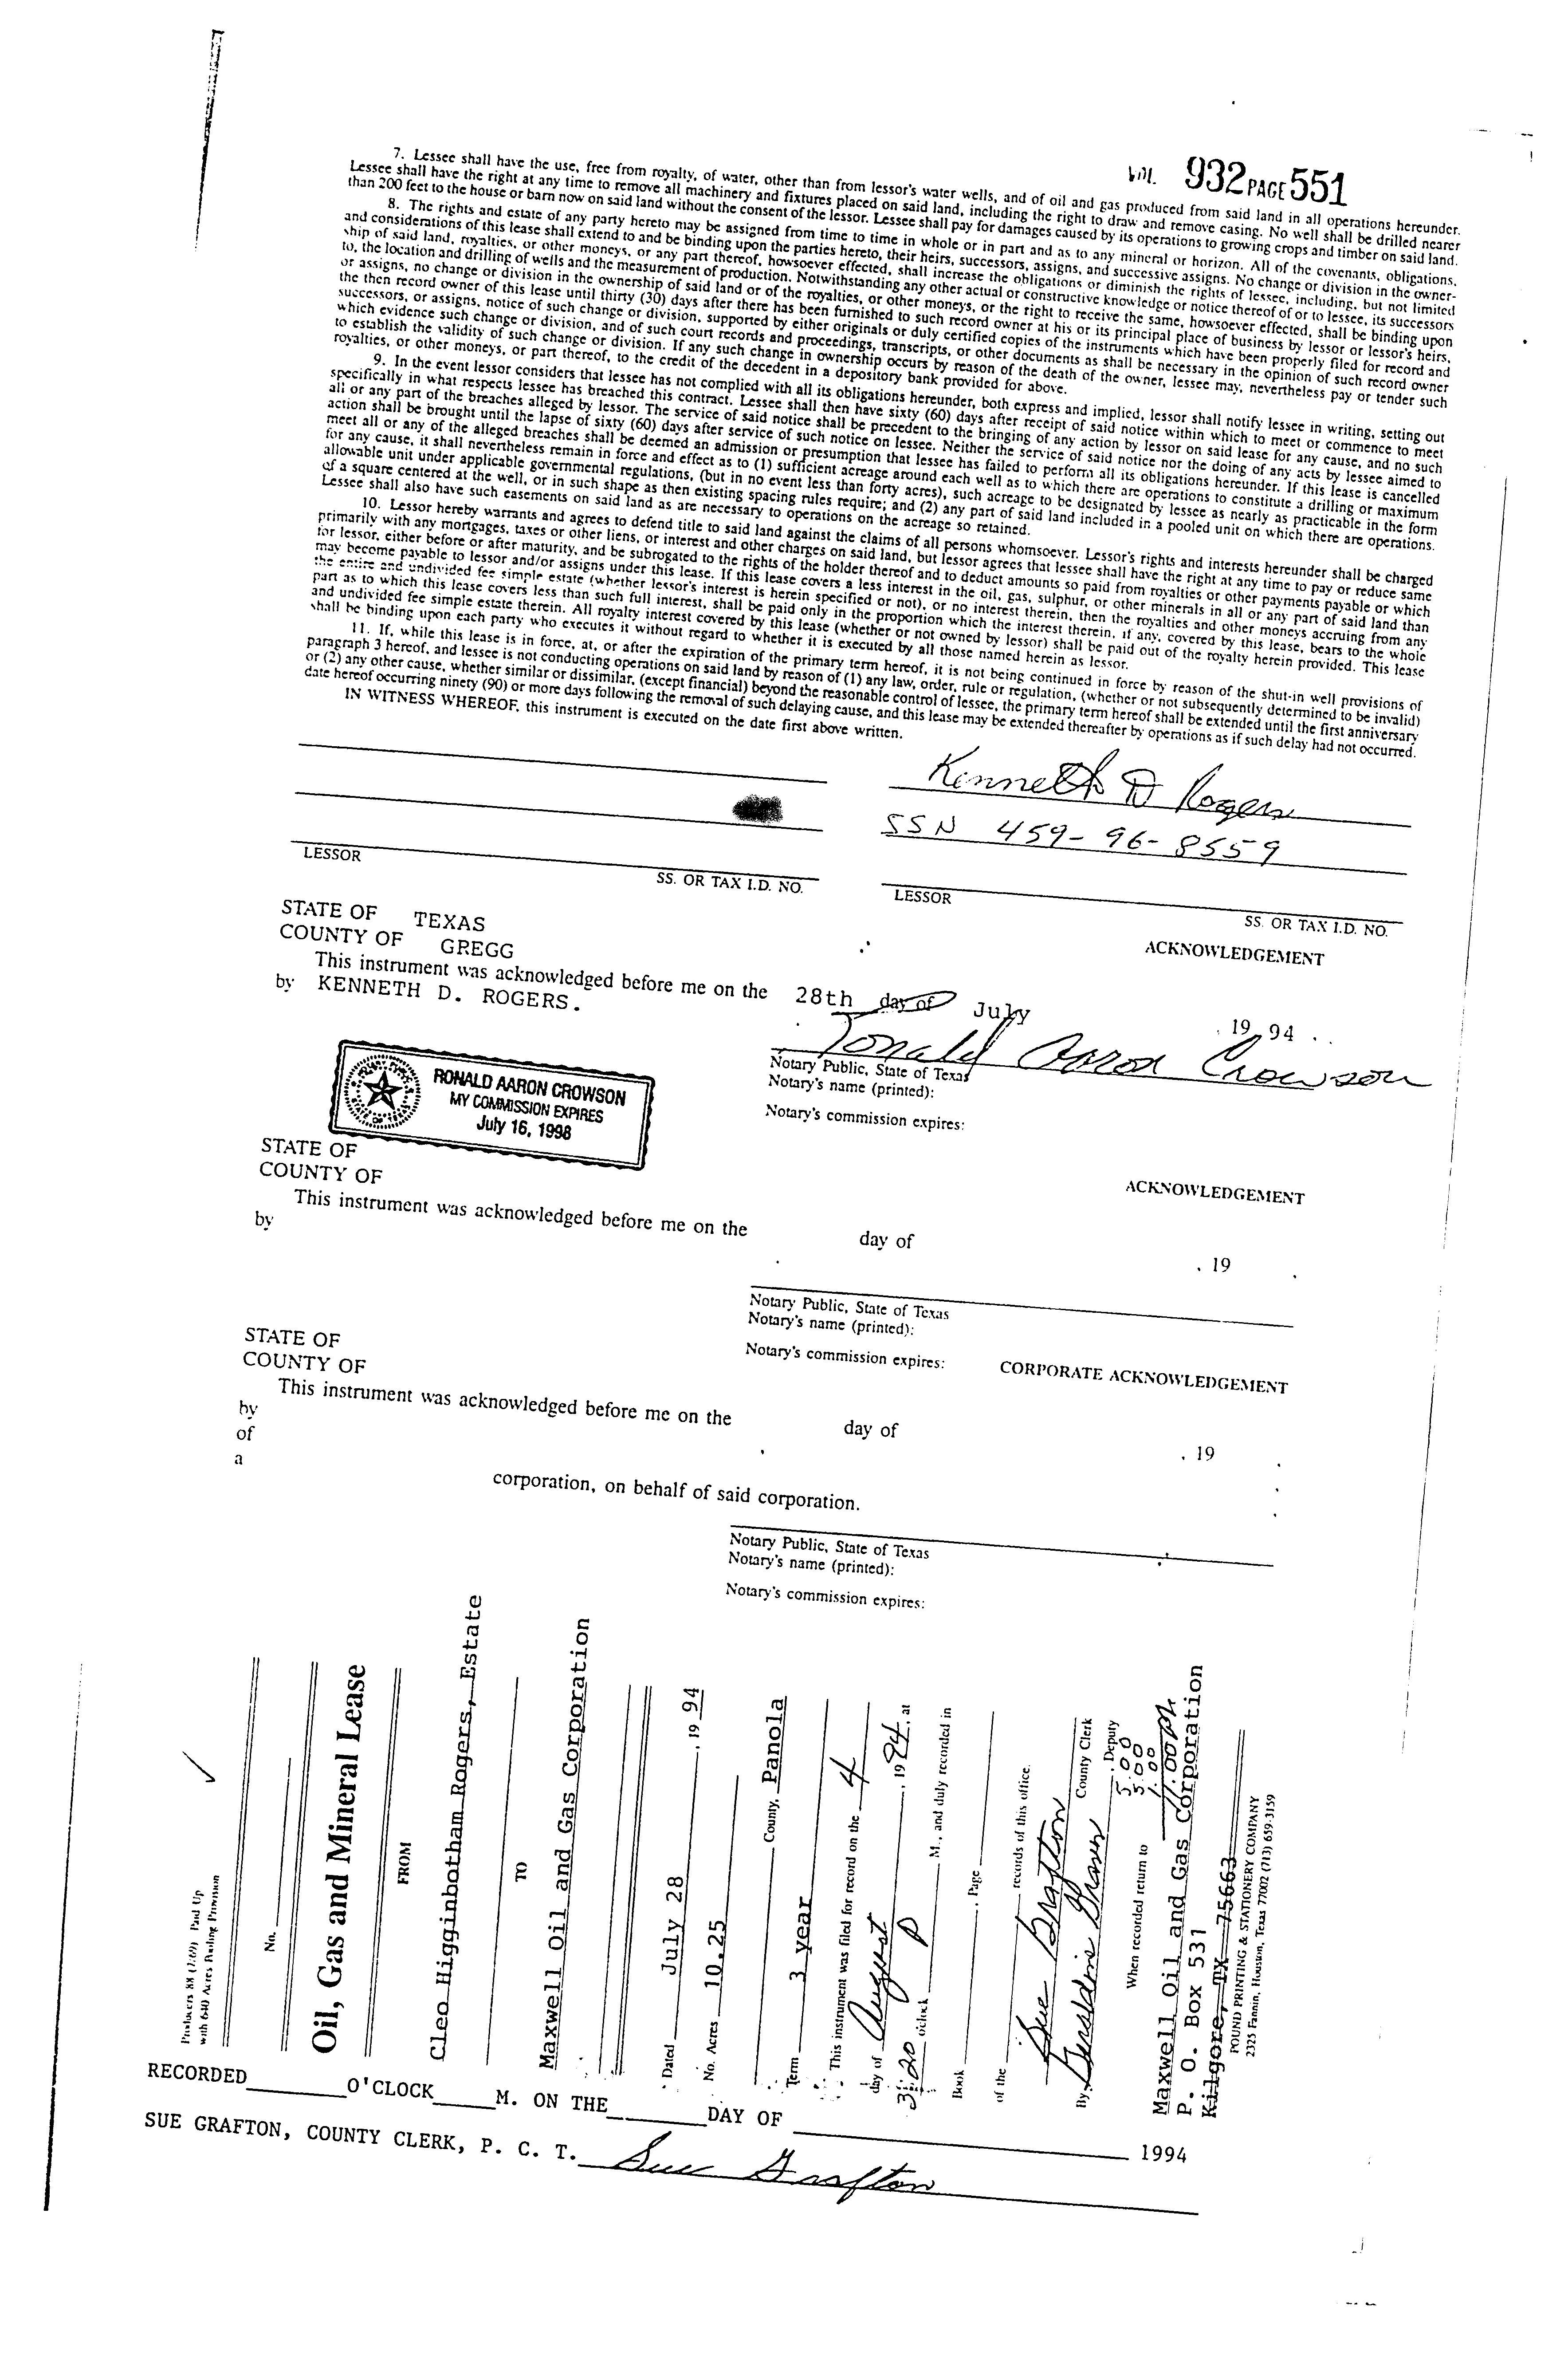 VOL. 932 PAGE 551
7. Lessee shall have the use, free from royalty, of water, other than from lessor's water wells, and of oil and gas produced from said land in all operations hereunder.
Lessee shall have the right at any time to remove all machinery and fixtures placed on said land, including the right to draw and remove casing. No well shall be drilled nearer
than 200 feet to the house or barn now on said land without the consent of the lessor. Lessee shall pay for damages caused by its operations to growing crops and timber on said land.
8. The rights and estate of any party hereto may be assigned from time to time in whole or in part and as to any mineral or horizon. All of the covenants, obligations,
and considerations of this lease shall extend to and be binding upon the parties hereto, their heirs, successors, assigns, and successive assigns. No change or division in the owner-
ship of said land, royalties, or other moneys, or any part thereof, howsoever effected, shall increase the obligations or diminish the rights of lessee, including, but not limited
to, the location and drilling of wells and the measurement of production. Notwithstanding any other actual or constructive knowledge or notice thereof of or to lessee, its successors
or assigns, no change or division in the ownership of said land or of the royalties, or other moneys, or the right to receive the same, howsoever effected, shall be binding upon
the then record owner of this lease until thirty (30) days after there has been furnished to such record owner at his or its principal place of business by lessor or lessor's heirs,
successors, or assigns, notice of such change or division, supported by either originals or duly certified copies of the instruments which have been properly filed for record and
which evidence such change or division, and of such court records and proceedings, transcripts, or other documents as shall be necessary in the opinion of such record owner
to establish the validity of such change or division. If any such change in ownership occurs by reason of the death of the owner, lessee may, nevertheless pay or tender such
royalties, or other moneys, or part thereof, to the credit of the decedent in a depository bank provided for above.
9. In the event lessor considers that lessee has not complied with all its obligations hereunder, both express and implied, lessor shall notify lessee in writing, setting out
specifically in what respects lessee has breached this contract. Lessee shall then have sixty (60) days after receipt of said notice within which to meet or commence to meet
all or any part of the breaches alleged by lessor. The service of said notice shall be precedent to the bringing of any action by lessor on said lease for any cause, and no such
action shall be brought until the lapse of sixty (60) days after service of such notice on lessee. Neither the service of said notice nor the doing of any acts by lessee aimed to
meet all or any of the alleged breaches shall be deemed an admission or presumption that lessee has failed to perform all its obligations hereunder. If this lease is cancelled
for any cause, it shall nevertheless remain in force and effect as to (1) sufficient acreage around each well as to which there are operations to constitute a drilling or maximum
allowable unit under applicable governmental regulations, (but in no event less than forty acres), such acreage to be designated by lessee as nearly as practicable in the form
of a square centered at the well, or in such shape as then existing spacing rules require; and (2) any part of said land included in a pooled unit on which there are operations.
Lessee shall also have such easements on said land as are necessary to operations on the acreage so retained.
10. Lessor hereby warrants and agrees to defend title to said land against the claims of all persons whomsoever. Lessor's rights and interests hereunder shall be charged
primarily with any mortgages, taxes or other liens, or interest and other charges on said land, but lessor agrees that lessee shall have the right at any time to pay or reduce same
for lessor, either before or after maturity, and be subrogated to the rights of the holder thereof and to deduct amounts so paid from royalties or other payments payable or which
may become payable to lessor and/or assigns under this lease. If this lease covers a less interest in the oil, gas, sulphur, or other minerals in all or any part of said land than
the entire and undivided fee simple estate (whether lessor's interest is herein specified or not), or no interest therein, then the royalties and other moneys accruing from any
part as to which this lease covers less than such full interest, shall be paid only in the proportion which the interest therein, if any, covered by this lease, bears to the whole
and undivided fee simple estate therein. All royalty interest covered by this lease (whether or not owned by lessor) shall be paid out of the royalty herein provided. This lease
shall be binding upon each party who executes it without regard to whether it is executed by all those named herein as lessor.
11. If, while this lease is in force, at, or after the expiration of the primary term hereof, it is not being continued in force by reason of the shut-in well provisions of
paragraph 3 hereof, and lessee is not conducting operations on said land by reason of (1) any law, order, rule or regulation, (whether or not subsequently determined to be invalid)
or (2) any other cause, whether similar or dissimilar, (except financial) beyond the reasonable control of lessee, the primary term hereof shall be extended until the first anniversary
date hereof occurring ninety (90) or more days following the removal of such delaying cause, and this lease may be extended thereafter by operations as if such delay had not occurred.
IN WITNESS WHEREOF, this instrument is executed on the date first above written.
Kenneth D Rogers
SSN 459-96-8559
LESSOR SS. OR TAX I.D. NO.
LESSOR SS. OR TAX I.D. NO.
STATE OF TEXAS
COUNTY OF GREGG
ACKNOWLEDGEMENT
This instrument was acknowledged before me on the 28th day of July , 19 94 .
by KENNETH D. ROGERS.
Ronald Aaron Crowson
Notary Public, State of Texas
Notary's name (printed):
Notary's commission expires:
RONALD AARON CROWSON
MY COMMISSION EXPIRES
July 16, 1998
STATE OF
COUNTY OF
ACKNOWLEDGEMENT
This instrument was acknowledged before me on the day of , 19 .
by
Notary Public, State of Texas
Notary's name (printed):
Notary's commission expires:
STATE OF
COUNTY OF
CORPORATE ACKNOWLEDGEMENT
This instrument was acknowledged before me on the day of , 19 .
by
of
a corporation, on behalf of said corporation.
Notary Public, State of Texas
Notary's name (printed):
Notary's commission expires:
Producers 88 (7/69) Paid Up
with 640 Acres Pooling Provision
No.
Oil, Gas and Mineral Lease
FROM
Cleo Higginbotham Rogers, Estate
TO
Maxwell Oil and Gas Corporation
Dated July 28 , 19 94
No. Acres 10.25
County, Panola
Term 3 year
This instrument was filed for record on the 4
day of August , 1994, at
3:20 o'clock P M., and duly recorded in
Book , Page
of the records of this office.
Sue Grafton
County Clerk
By Geraldine Graves , Deputy
5.00
5.00
1.00
When recorded return to
Maxwell Oil and Gas Corporation
P. O. Box 531
Kilgore, TX 75663
POUND PRINTING & STATIONERY COMPANY
2325 Fannin, Houston, Texas 77002 (713) 659-3159
RECORDED O'CLOCK M. ON THE DAY OF 1994
SUE GRAFTON, COUNTY CLERK, P. C. T. Sue Grafton